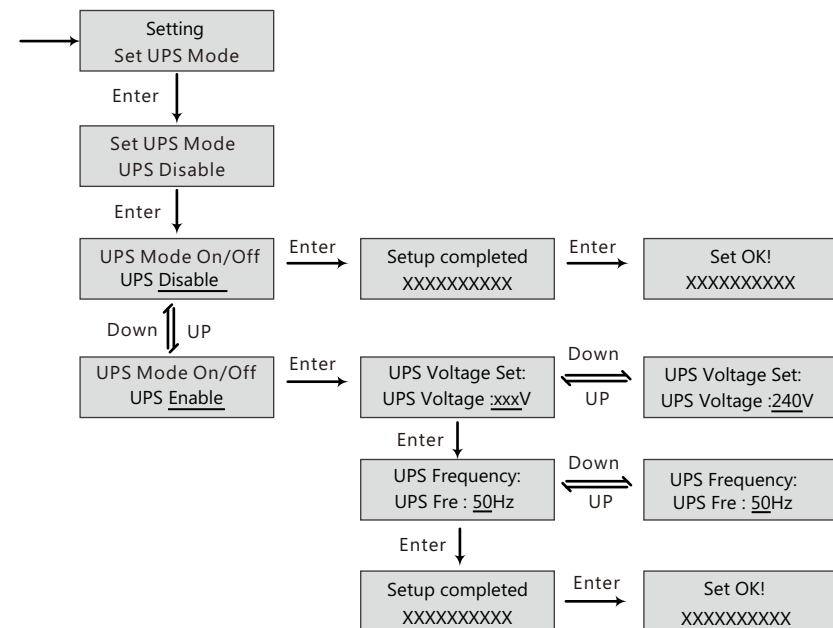 Setting
Set UPS Mode
Enter
Set UPS Mode
UPS Disable
Enter
UPS Mode On/Off
UPS Disable
Enter
Setup completed
XXXXXXXXXX
Enter
Set OK!
XXXXXXXXXX
Down
UP
UPS Mode On/Off
UPS Enable
Enter
UPS Voltage Set:
UPS Voltage :xxxV
Down
UP
UPS Voltage Set:
UPS Voltage :240V
Enter
UPS Frequency:
UPS Fre : 50Hz
Down
UP
UPS Frequency:
UPS Fre : 50Hz
Enter
Setup completed
XXXXXXXXXX
Enter
Set OK!
XXXXXXXXXX